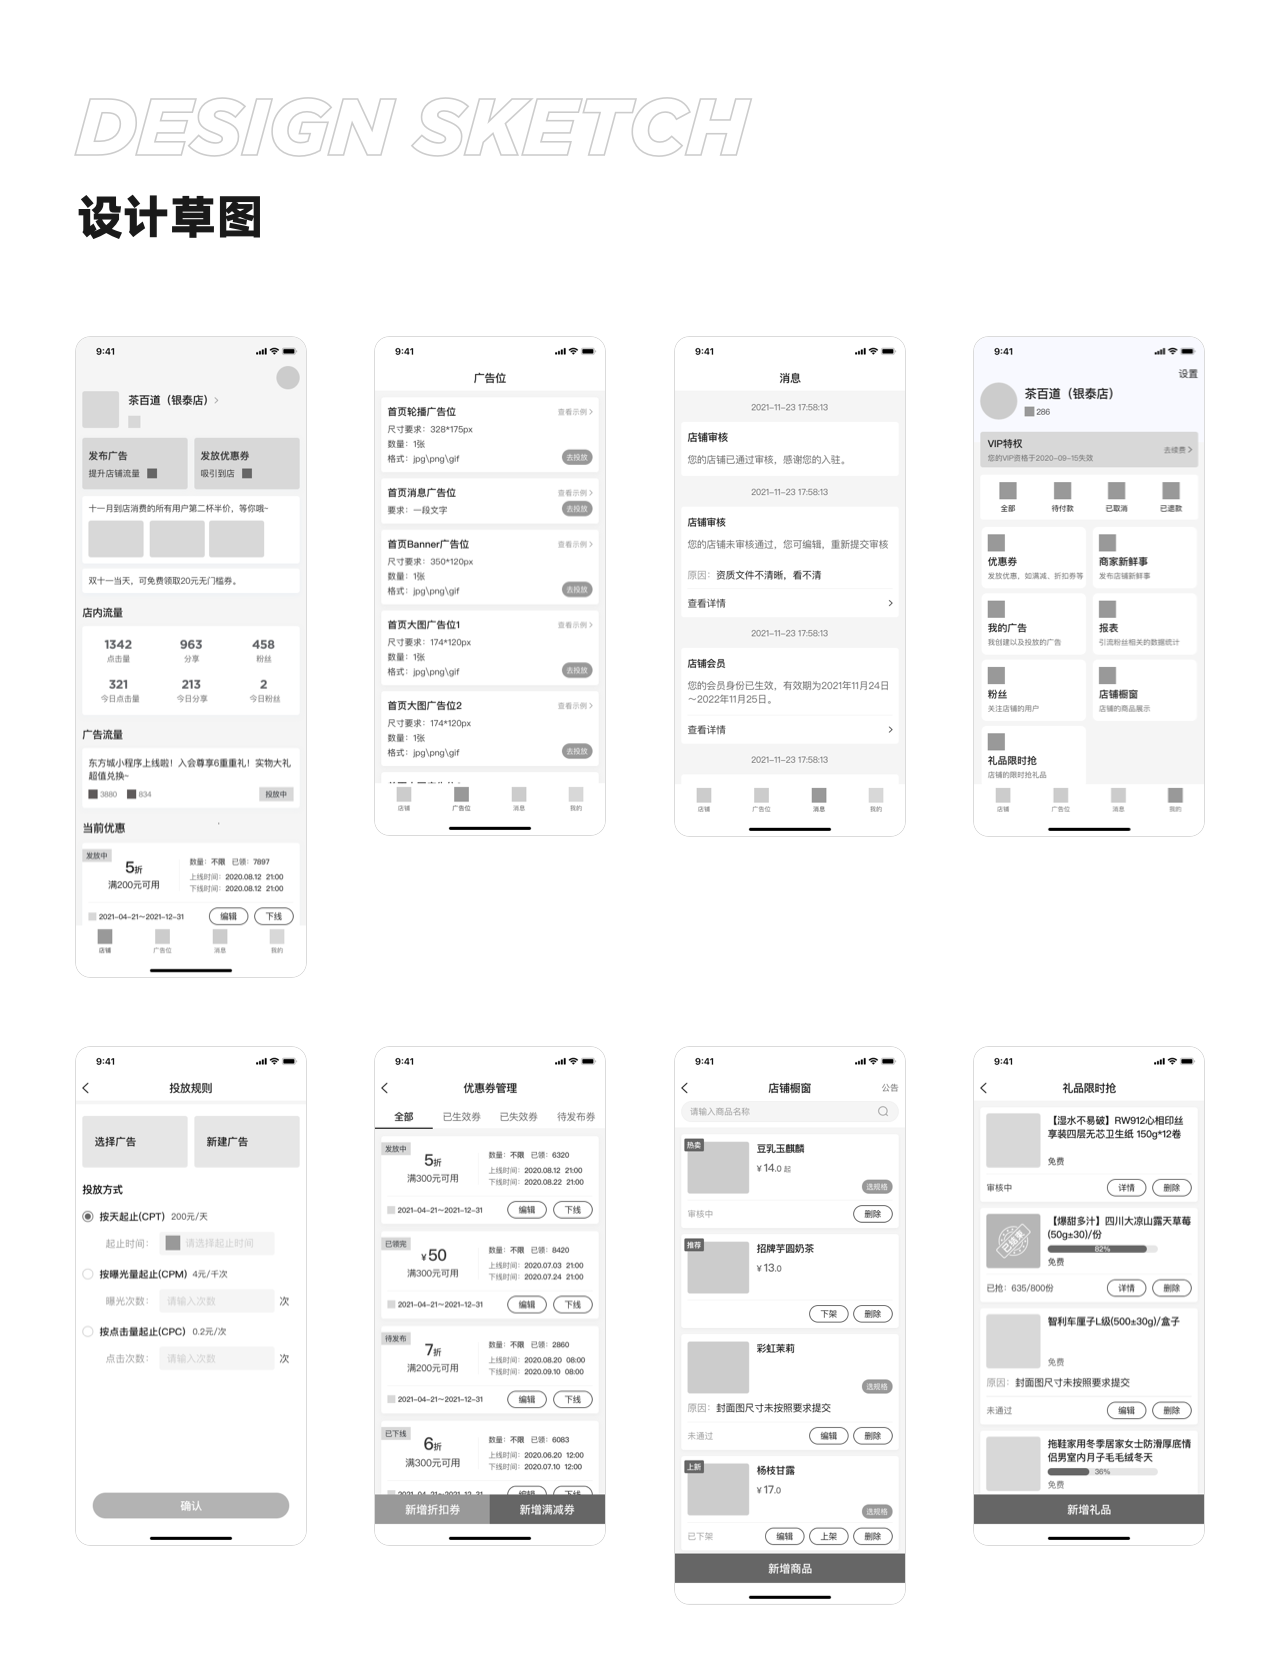 DESIGN SKETCH
设计草图
9:41
茶百道（银泰店）
发布广告
提升店铺流量
发放优惠券
吸引到店
十一月到店消费的所有用户第二杯半价，等你哦~
双十一当天，可免费领取20元无门槛券。
店内流量
1342 963 458
点击量 分享 粉丝
321 213 2
今日点击量 今日分享 今日粉丝
广告流量
东方城小程序上线啦！入会尊享6重重礼！实物大礼
超值兑换~
3880 834 投放中
当前优惠
发放中
5折
满200元可用
数量：不限 已领：7897
上线时间：2020.08.12 21:00
下线时间：2020.08.12 21:00
2021-04-21~2021-12-31 编辑 下线
店铺 广告位 消息 我的
9:41
广告位
首页轮播广告位 查看示例
尺寸要求：328*175px
数量：1张
格式：jpg\png\gif 去投放
首页消息广告位 查看示例
要求：一段文字 去投放
首页Banner广告位 查看示例
尺寸要求：350*120px
数量：1张
格式：jpg\png\gif 去投放
首页大图广告位1 查看示例
尺寸要求：174*120px
数量：1张
格式：jpg\png\gif 去投放
首页大图广告位2 查看示例
尺寸要求：174*120px
数量：1张
格式：jpg\png\gif 去投放
店铺 广告位 消息 我的
9:41
消息
2021-11-23 17:58:13
店铺审核
您的店铺已通过审核，感谢您的入驻。
2021-11-23 17:58:13
店铺审核
您的店铺未审核通过，您可编辑，重新提交审核
原因：资质文件不清晰，看不清
查看详情
2021-11-23 17:58:13
店铺会员
您的会员身份已生效，有效期为2021年11月24日
~2022年11月25日。
查看详情
2021-11-23 17:58:13
店铺 广告位 消息 我的
9:41
设置
茶百道（银泰店）
286
VIP特权
您的VIP资格于2020-09-15失效
去续费
全部 待付款 已取消 已退款
优惠券
发放优惠，如满减、折扣券等
商家新鲜事
发布店铺新鲜事
我的广告
我创建以及投放的广告
报表
引流粉丝相关的数据统计
粉丝
关注店铺的用户
店铺橱窗
店铺的商品展示
礼品限时抢
店铺的限时抢礼品
店铺 广告位 消息 我的
9:41
投放规则
选择广告 新建广告
投放方式
按天起止(CPT) 200元/天
起止时间： 请选择起止时间
按曝光量起止(CPM) 4元/千次
曝光次数： 请输入次数 次
按点击量起止(CPC) 0.2元/次
点击次数： 请输入次数 次
确认
9:41
优惠券管理
全部 已生效券 已失效券 待发布券
发放中
5折
满300元可用
数量：不限 已领：6320
上线时间：2020.08.12 21:00
下线时间：2020.08.22 21:00
2021-04-21~2021-12-31 编辑 下线
已领完
¥50
满300元可用
数量：不限 已领：8420
上线时间：2020.07.03 21:00
下线时间：2020.07.24 21:00
2021-04-21~2021-12-31 编辑 下线
待发布
7折
满200元可用
数量：不限 已领：2860
上线时间：2020.08.20 08:00
下线时间：2020.09.10 08:00
2021-04-21~2021-12-31 编辑 下线
已下线
6折
满300元可用
数量：不限 已领：6083
上线时间：2020.06.20 12:00
下线时间：2020.07.10 12:00
2021-04-21~2021-12-31 编辑 下线
新增折扣券 新增满减券
9:41
店铺橱窗 公告
请输入商品名称
热卖
豆乳玉麒麟
¥14.0 起
选规格
审核中 删除
推荐
招牌芋圆奶茶
¥13.0
下架 删除
彩虹茉莉
选规格
原因：封面图尺寸未按照要求提交
未通过 编辑 删除
上新
杨枝甘露
¥17.0
选规格
已下架 编辑 上架 删除
新增商品
9:41
礼品限时抢
【湿水不易破】RW912心相印丝
享装四层无芯卫生纸 150g*12卷
免费
审核中 详情 删除
已结束
【爆甜多汁】四川大凉山露天草莓
(50g±30)/份
82%
免费
已抢：635/800份 详情 删除
智利车厘子L级(500±30g)/盒子
免费
原因：封面图尺寸未按照要求提交
未通过 编辑 删除
拖鞋家用冬季居家女士防滑厚底情
侣男室内月子毛毛绒冬天
36%
免费
新增礼品